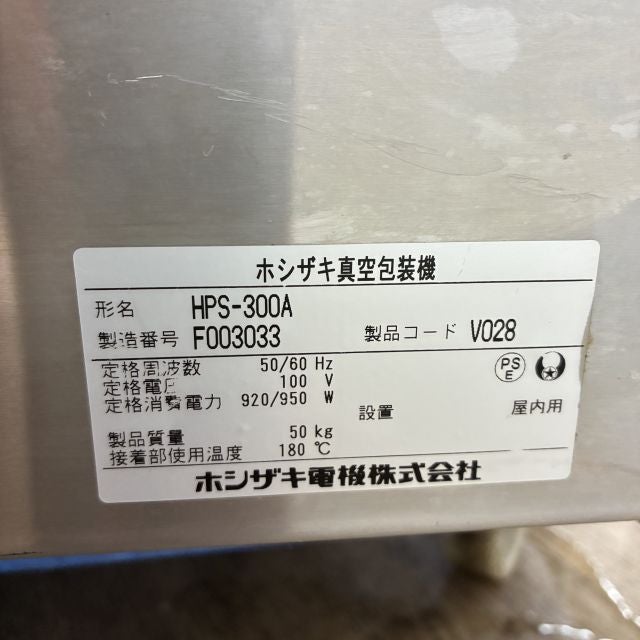 ホシザキ真空包装機
形名 HPS-300A
製造番号 F003033 製品コード V028
定格周波数 50/60 Hz
定格電圧 100 V
定格消費電力 920/950 W
PSE
設置 屋内用
製品質量 50 kg
接着部使用温度 180 ℃
ホシザキ電機株式会社